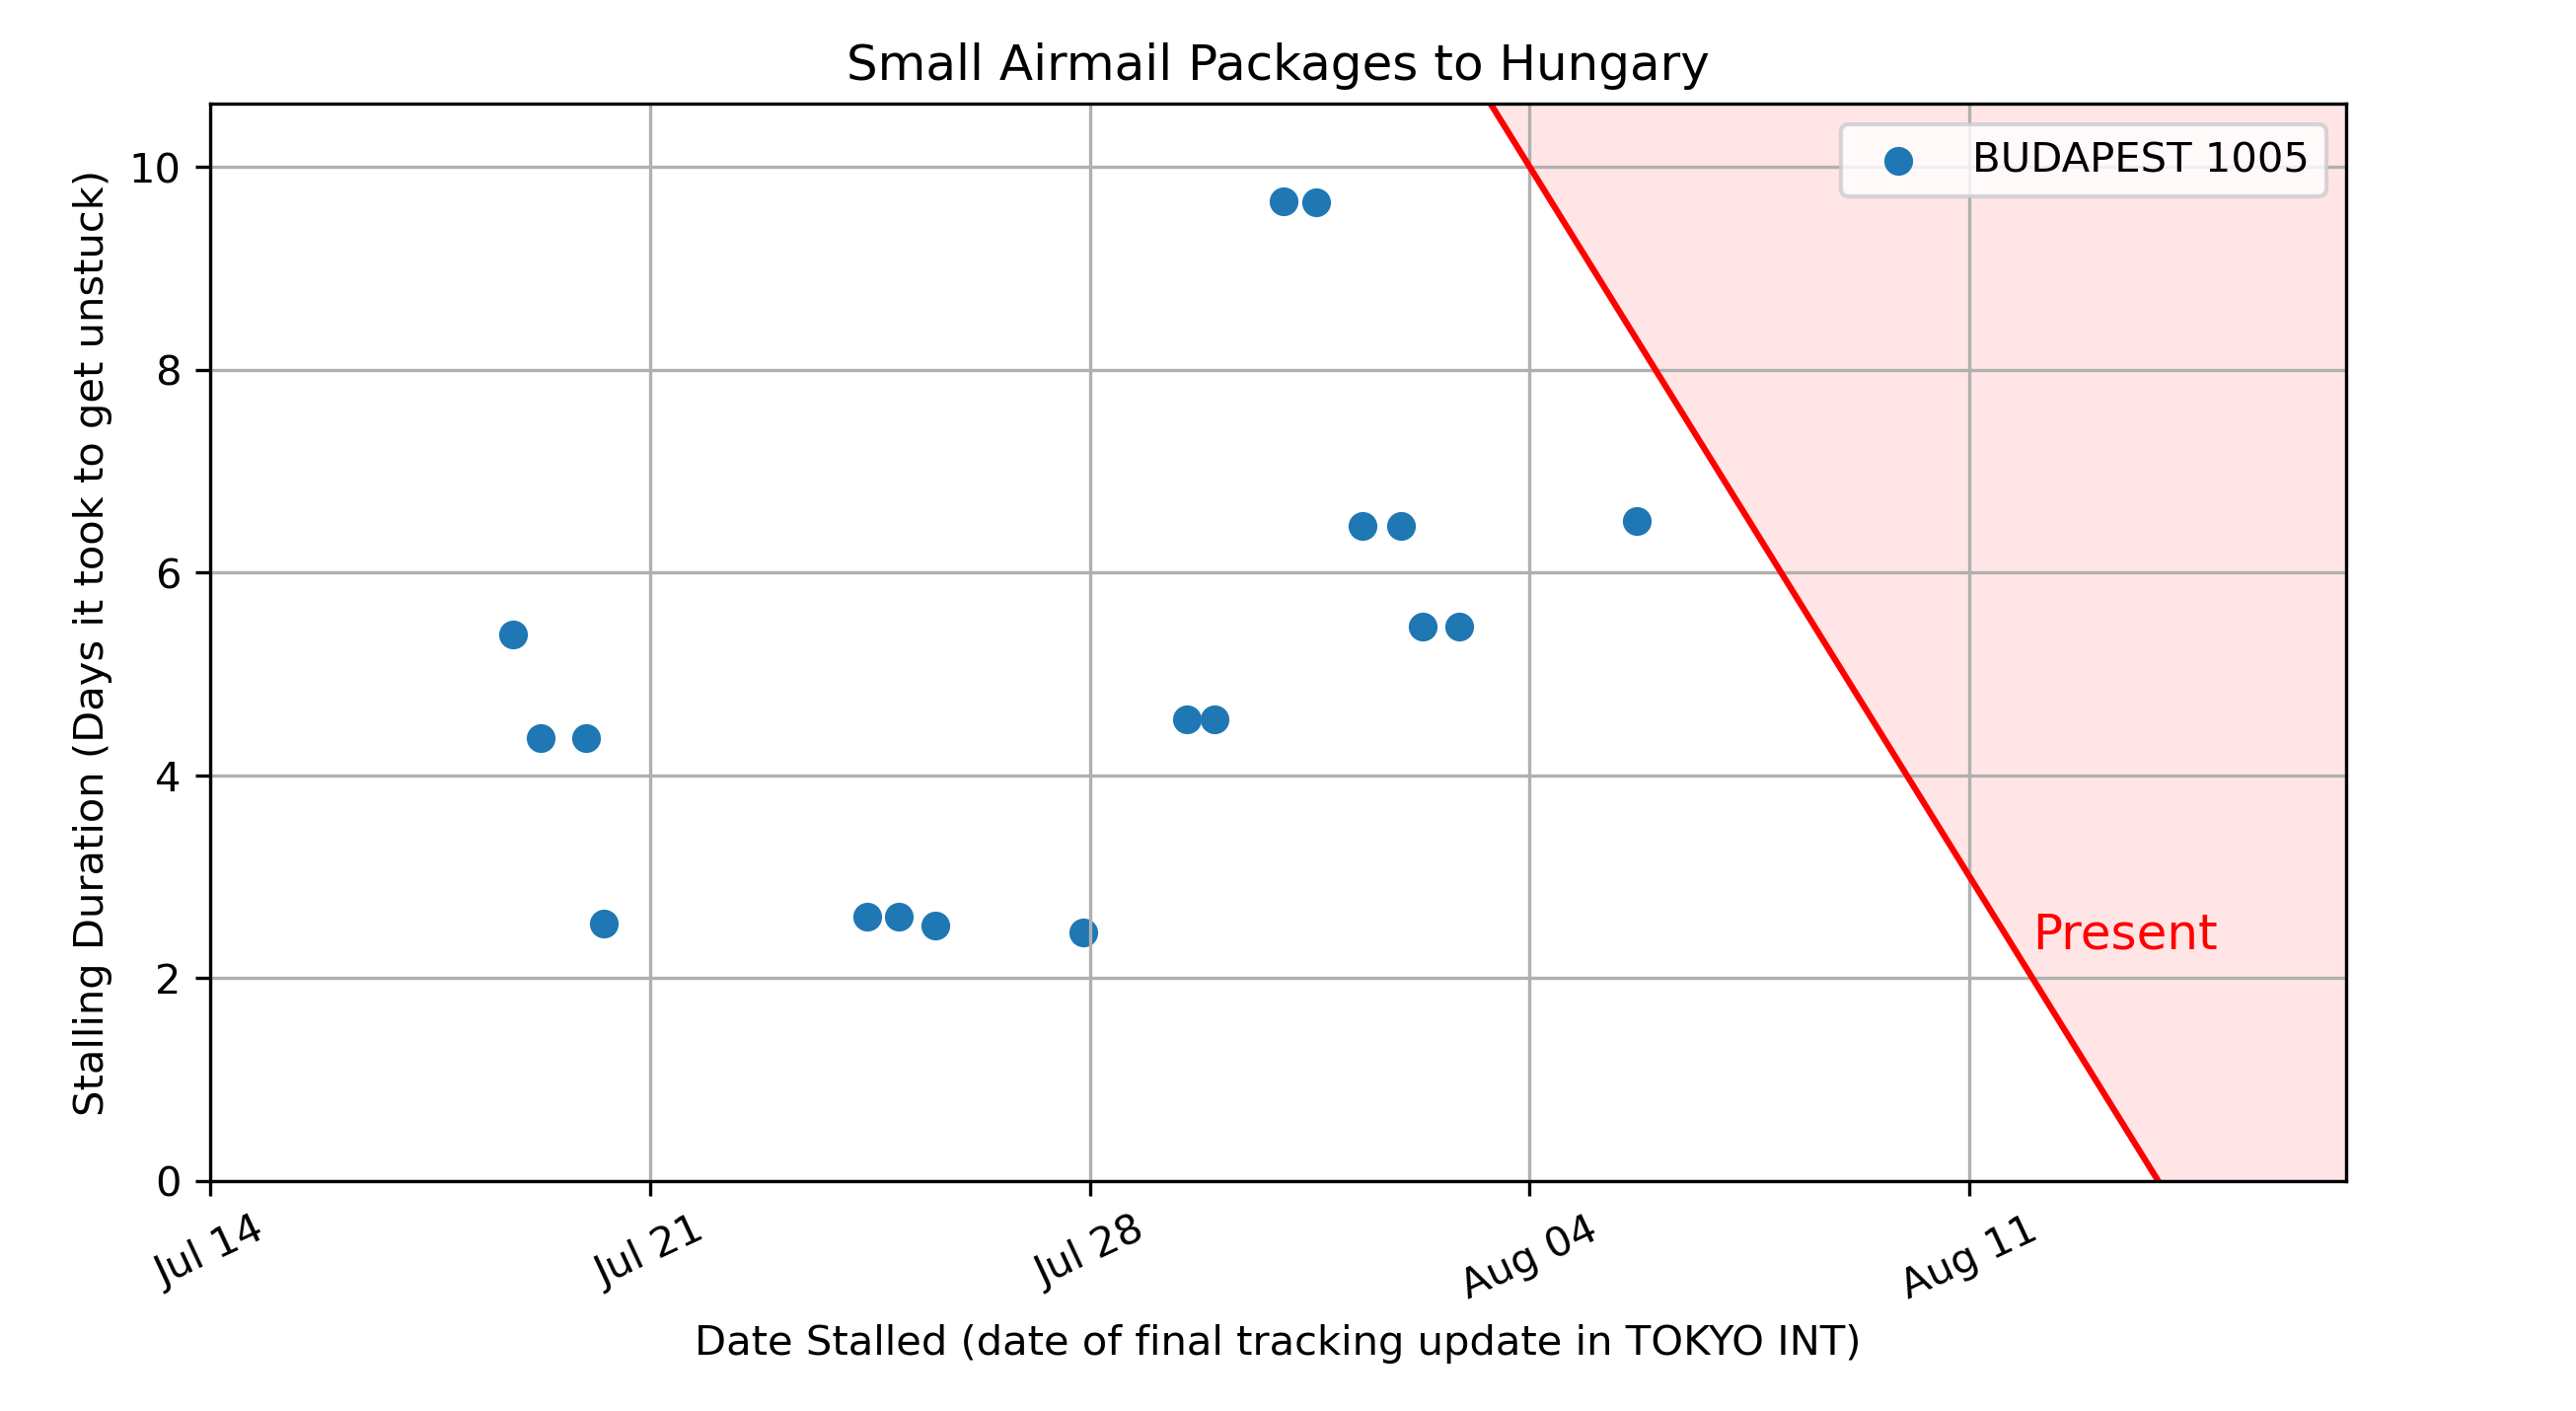 Small Airmail Packages to Hungary
BUDAPEST 1005
Stalling Duration (Days it took to get unstuck)
10
8
6
4
2
0
Present
Jul 14
Jul 21
Jul 28
Aug 04
Aug 11
Date Stalled (date of final tracking update in TOKYO INT)